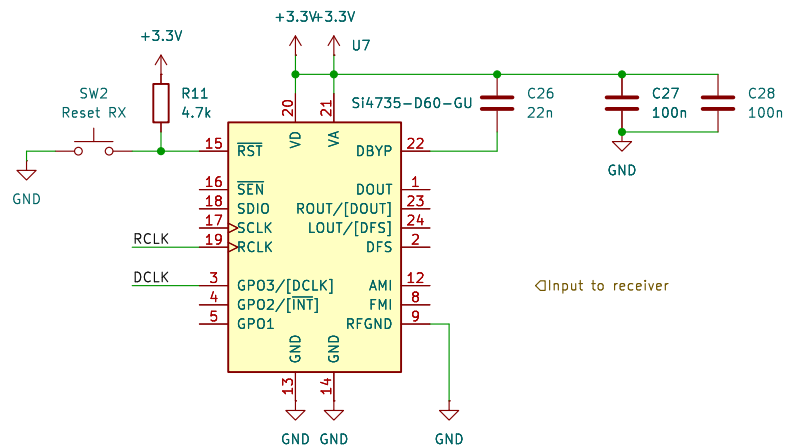 +3.3V +3.3V
+3.3V
U7
SW2
Reset RX
R11
4.7k
Si4735-D60-GU
C26
22n
C27
100n
C28
100n
20
21
VD
VA
15
RST
DBYP
22
GND
GND
16
SEN
DOUT
1
18
SDIO
ROUT/[DOUT]
23
17
SCLK
LOUT/[DFS]
24
RCLK
19
RCLK
DFS
2
DCLK
3
GPO3/[DCLK]
AMI
12
Input to receiver
4
GPO2/[INT]
FMI
8
5
GPO1
RFGND
9
GND
GND
13
14
GND
GND
GND